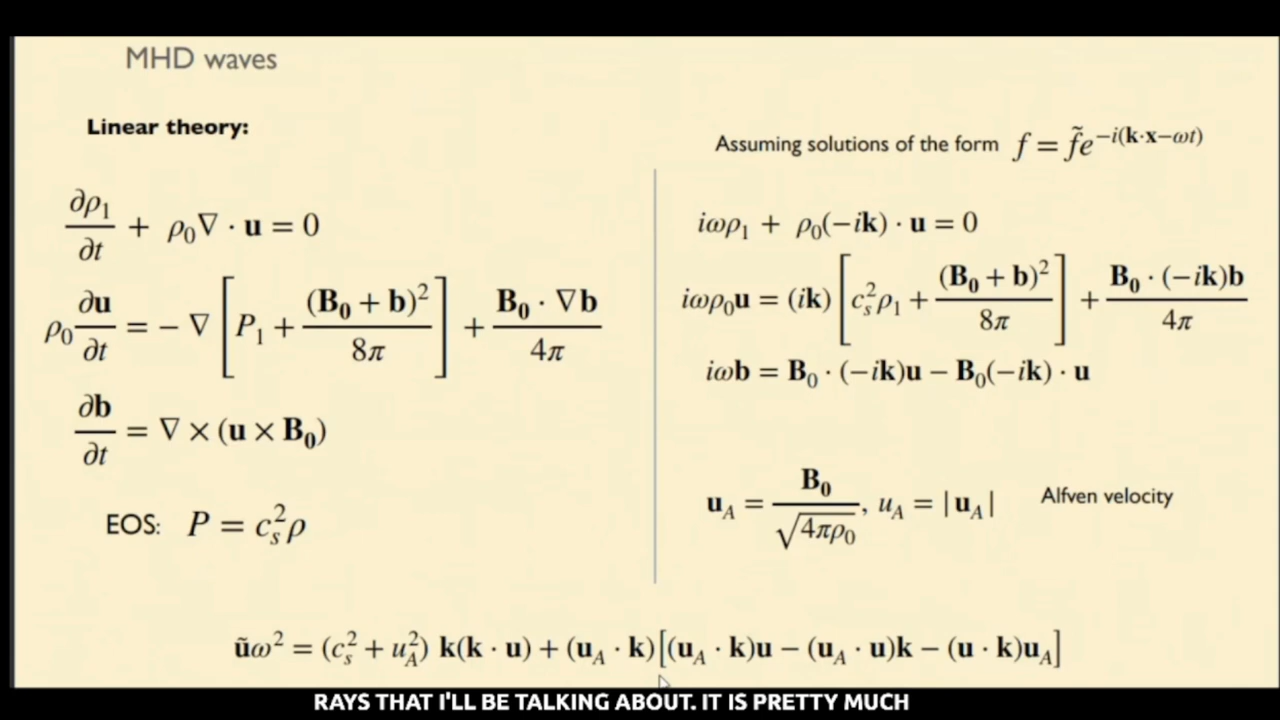 MHD waves
Linear theory:
∂ρ₁/∂t + ρ₀∇ · u = 0
ρ₀ ∂u/∂t = − ∇ [P₁ + (B₀ + b)²/8π] + B₀ · ∇b/4π
∂b/∂t = ∇ × (u × B₀)
EOS: P = c_s²ρ
Assuming solutions of the form f = f̃e^{−i(k·x−ωt)}
iωρ₁ + ρ₀(−ik) · u = 0
iωρ₀u = (ik) [c_s²ρ₁ + (B₀ + b)²/8π] + B₀ · (−ik)b/4π
iωb = B₀ · (−ik)u − B₀(−ik) · u
u_A = B₀/√(4πρ₀), u_A = |u_A| Alfven velocity
ũω² = (c_s² + u_A²) k(k · u) + (u_A · k)[(u_A · k)u − (u_A · u)k − (u · k)u_A]
RAYS THAT I'LL BE TALKING ABOUT. IT IS PRETTY MUCH